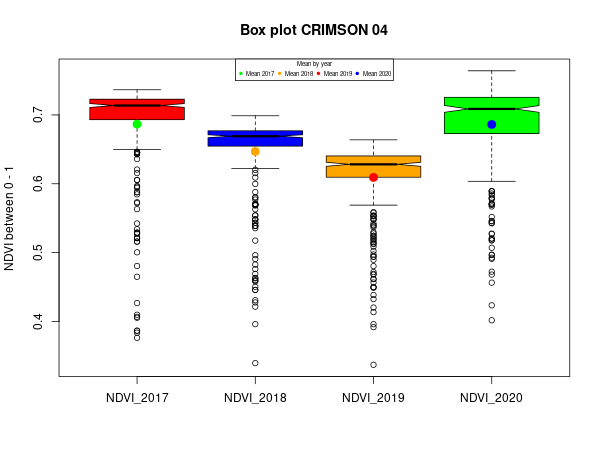 Box plot CRIMSON 04
Mean by year
Mean 2017 Mean 2018 Mean 2019 Mean 2020
NDVI between 0 - 1
0.7
0.6
0.5
0.4
NDVI_2017 NDVI_2018 NDVI_2019 NDVI_2020